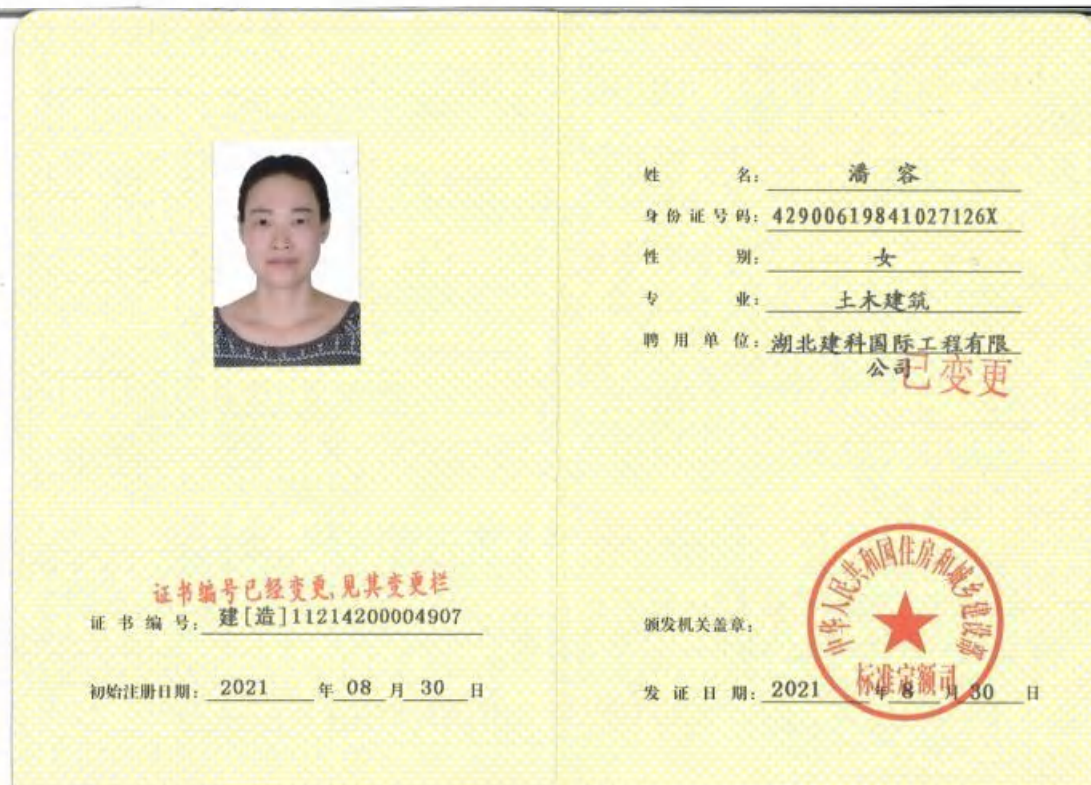 证书编号已经变更,见其变更栏
证书编号: 建[造]11214200004907
初始注册日期: 2021 年 08 月 30 日
姓名: 潘容
身份证号码: 42900619841027126X
性别: 女
专业: 土木建筑
聘用单位: 湖北建科国际工程有限
公司
已变更
颁发机关盖章:
中华人民共和国住房和城乡建设部
标准定额司
发证日期: 2021 年 8 月 30 日